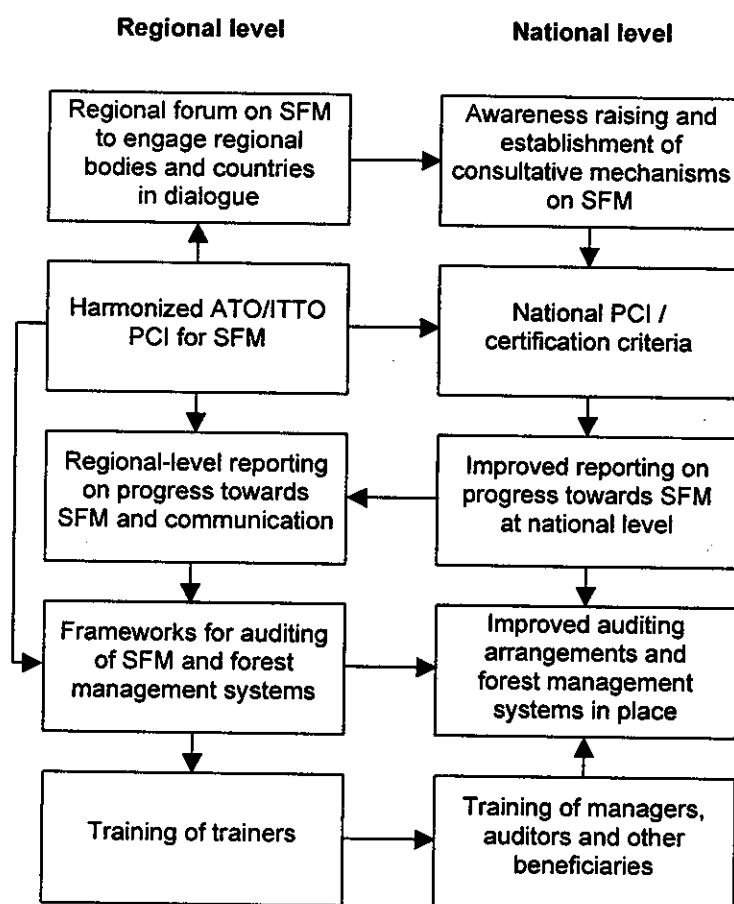 Regional level
National level
Regional forum on SFM
to engage regional
bodies and countries
in dialogue
Awareness raising and
establishment of
consultative mechanisms
on SFM
Harmonized ATO/ITTO
PCI for SFM
National PCI /
certification criteria
Regional-level reporting
on progress towards
SFM and communication
Improved reporting on
progress towards SFM
at national level
Frameworks for auditing
of SFM and forest
management systems
Improved auditing
arrangements and
forest management
systems in place
Training of trainers
Training of managers,
auditors and other
beneficiaries